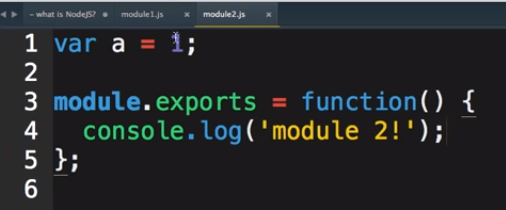 ~ what is NodeJS? module1.js × module2.js ×
1 var a = 1;
2
3 module.exports = function() {
4 console.log('module 2!');
5 };
6